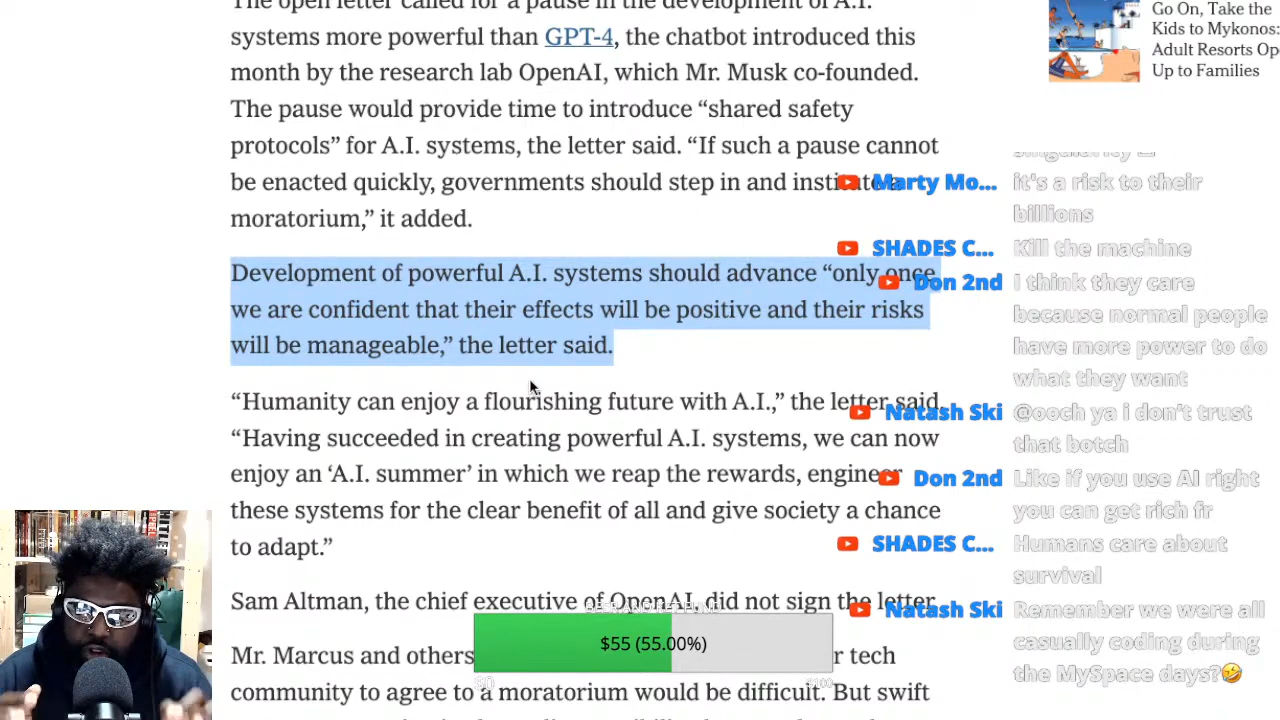 The open letter called for a pause in the development of A.I.
systems more powerful than GPT-4, the chatbot introduced this
month by the research lab OpenAI, which Mr. Musk co-founded.
The pause would provide time to introduce “shared safety
protocols” for A.I. systems, the letter said. “If such a pause cannot
be enacted quickly, governments should step in and institute a
moratorium,” it added.
Development of powerful A.I. systems should advance “only once
we are confident that their effects will be positive and their risks
will be manageable,” the letter said.
“Humanity can enjoy a flourishing future with A.I.,” the letter said.
“Having succeeded in creating powerful A.I. systems, we can now
enjoy an ‘A.I. summer’ in which we reap the rewards, engineer
these systems for the clear benefit of all and give society a chance
to adapt.”
Sam Altman, the chief executive of OpenAI, did not sign the letter.
Mr. Marcus and others
r tech
community to agree to a moratorium would be difficult. But swift
$55 (55.00%)
$0
$100
Go On, Take the
Kids to Mykonos:
Adult Resorts Op
Up to Families
Marty Mo... it's a risk to their
billions
SHADES C... Kill the machine
Don 2nd I think they care
because normal people
have more power to do
what they want
Natash Ski @ooch ya i don't trust
that botch
Don 2nd Like if you use AI right
you can get rich fr
SHADES C... Humans care about
survival
Natash Ski Remember we were all
casually coding during
the MySpace days?🤣